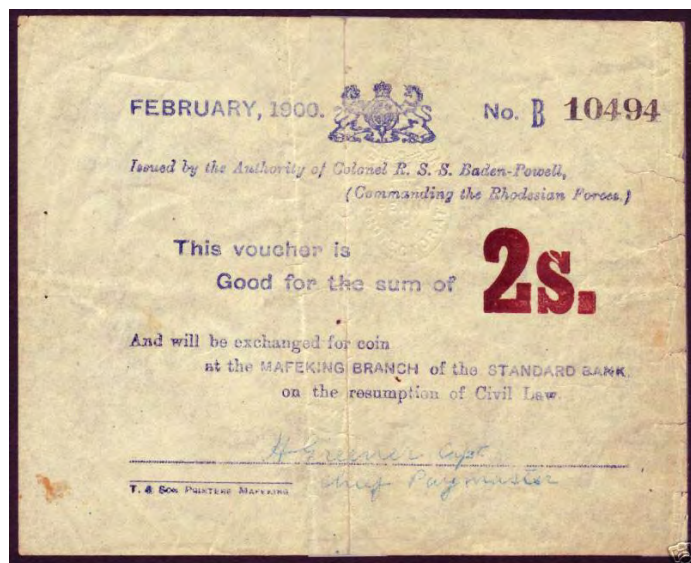 FEBRUARY, 1900. No. B 10494
Issued by the Authority of Colonel R. S. S. Baden-Powell,
(Commanding the Rhodesian Forces.)
This voucher is
Good for the sum of 2s.
And will be exchanged for coin
at the MAFEKING BRANCH of the STANDARD BANK
on the resumption of Civil Law.
H Greener Capt
Chief Paymaster
T. & Son Printers Mafeking